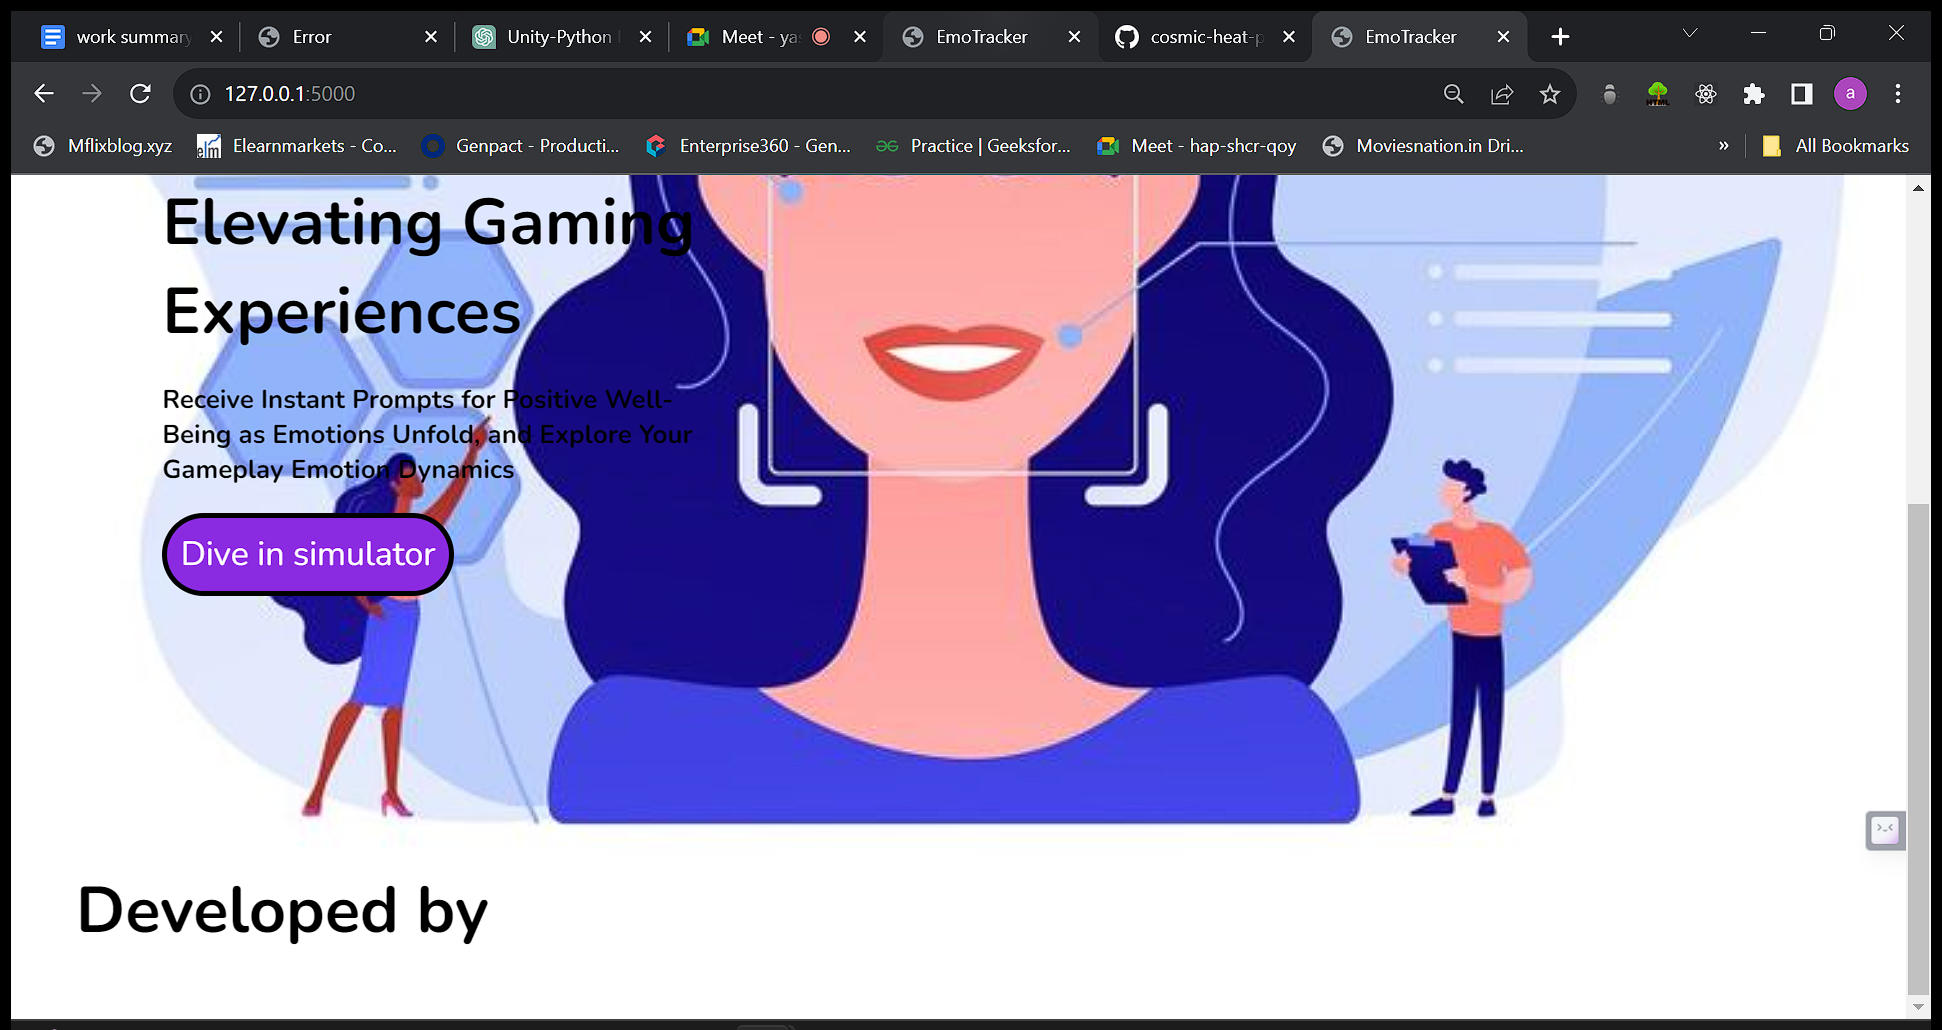 work summary
Error
Unity-Python
Meet - ya
EmoTracker
cosmic-heat-p
EmoTracker
127.0.0.1:5000
a
Mflixblog.xyz
elm
Elearnmarkets - Co...
Genpact - Producti...
Enterprise360 - Gen...
Practice | Geeksfor...
Meet - hap-shcr-qoy
Moviesnation.in Dri...
»
All Bookmarks
Elevating Gaming
Experiences
Receive Instant Prompts for Positive Well-
Being as Emotions Unfold, and Explore Your
Gameplay Emotion Dynamics
Dive in simulator
Developed by